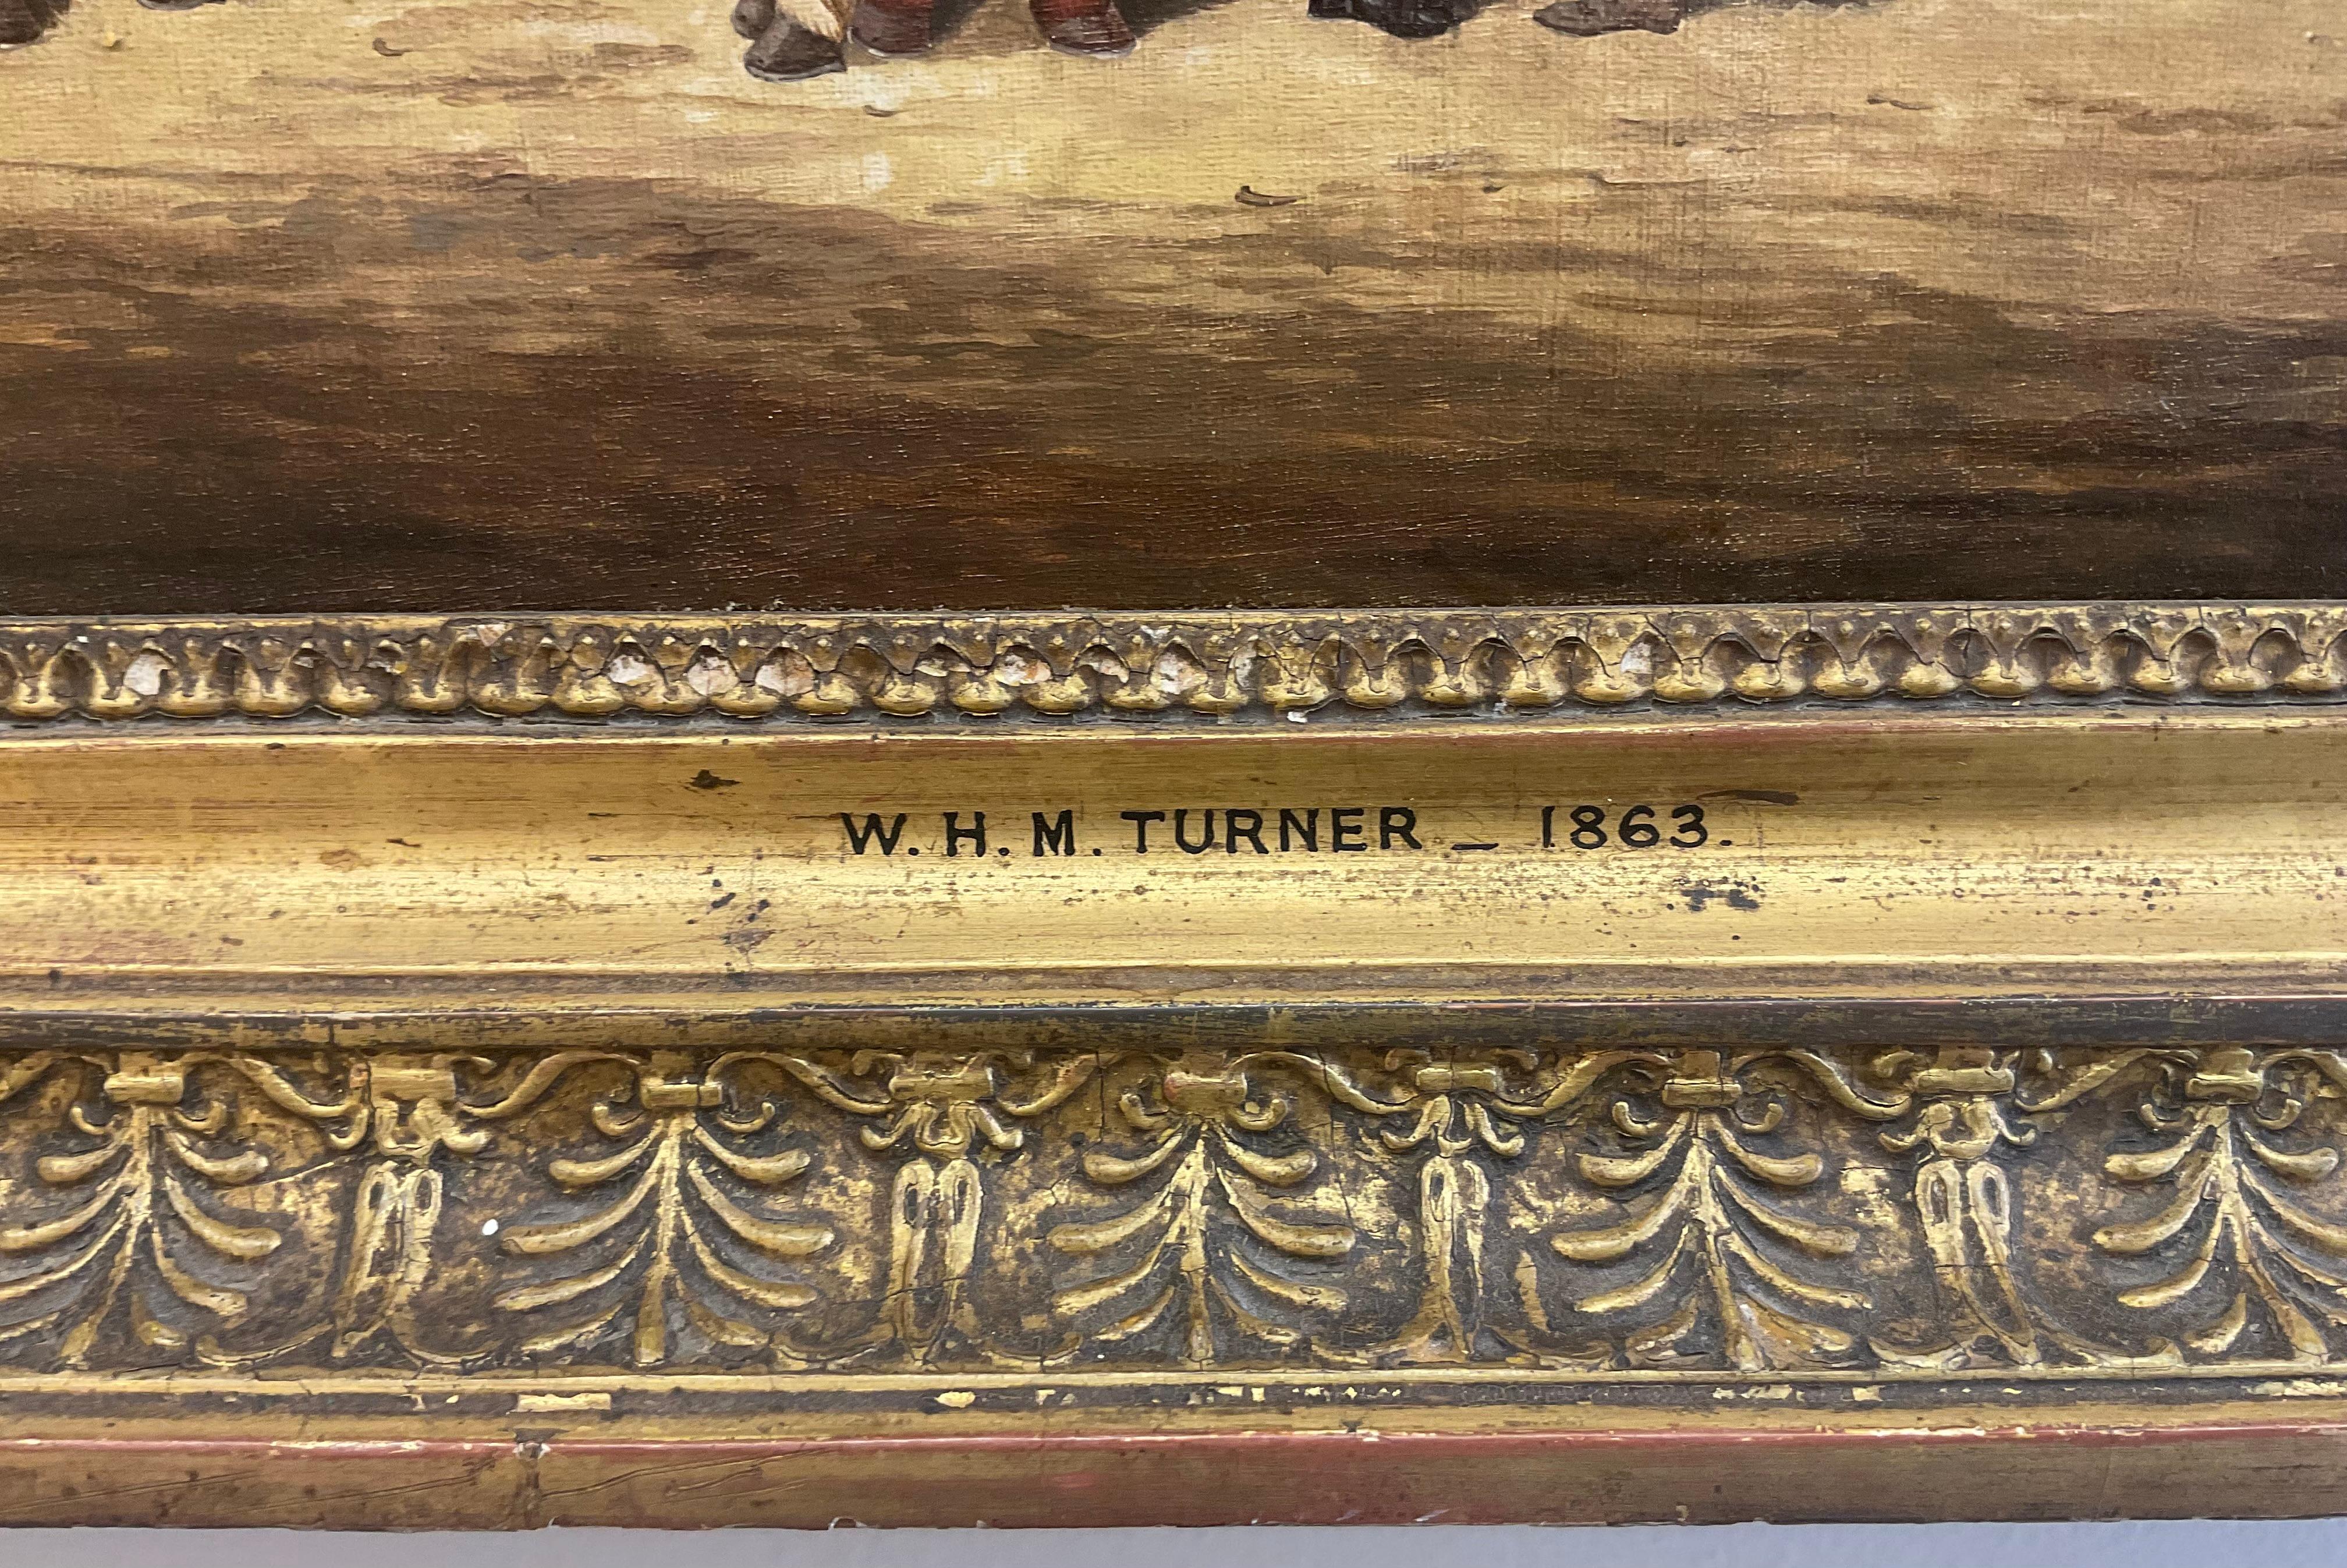 W. H. M. TURNER _ 1863.